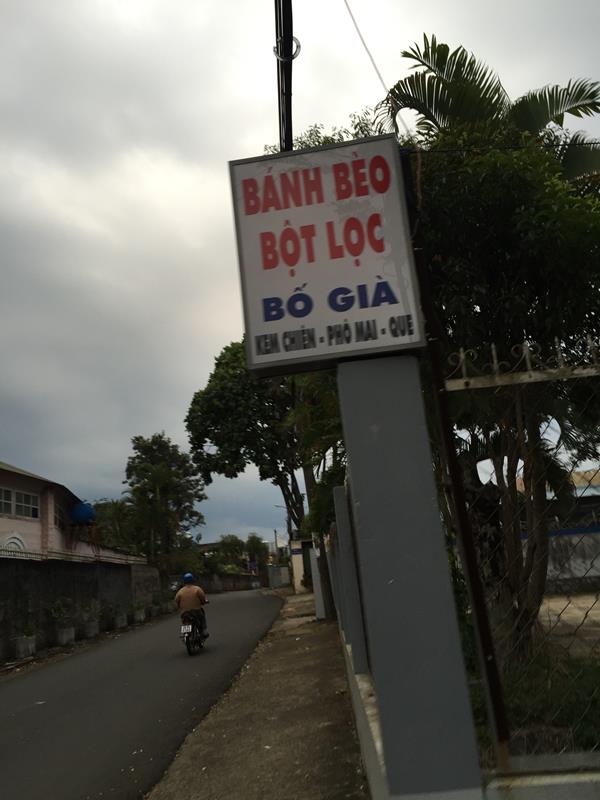 BÁNH BÈO
BỘT LỌC
BỐ GIÀ
KEM CHIÊN - PHÔ MAI - QUE